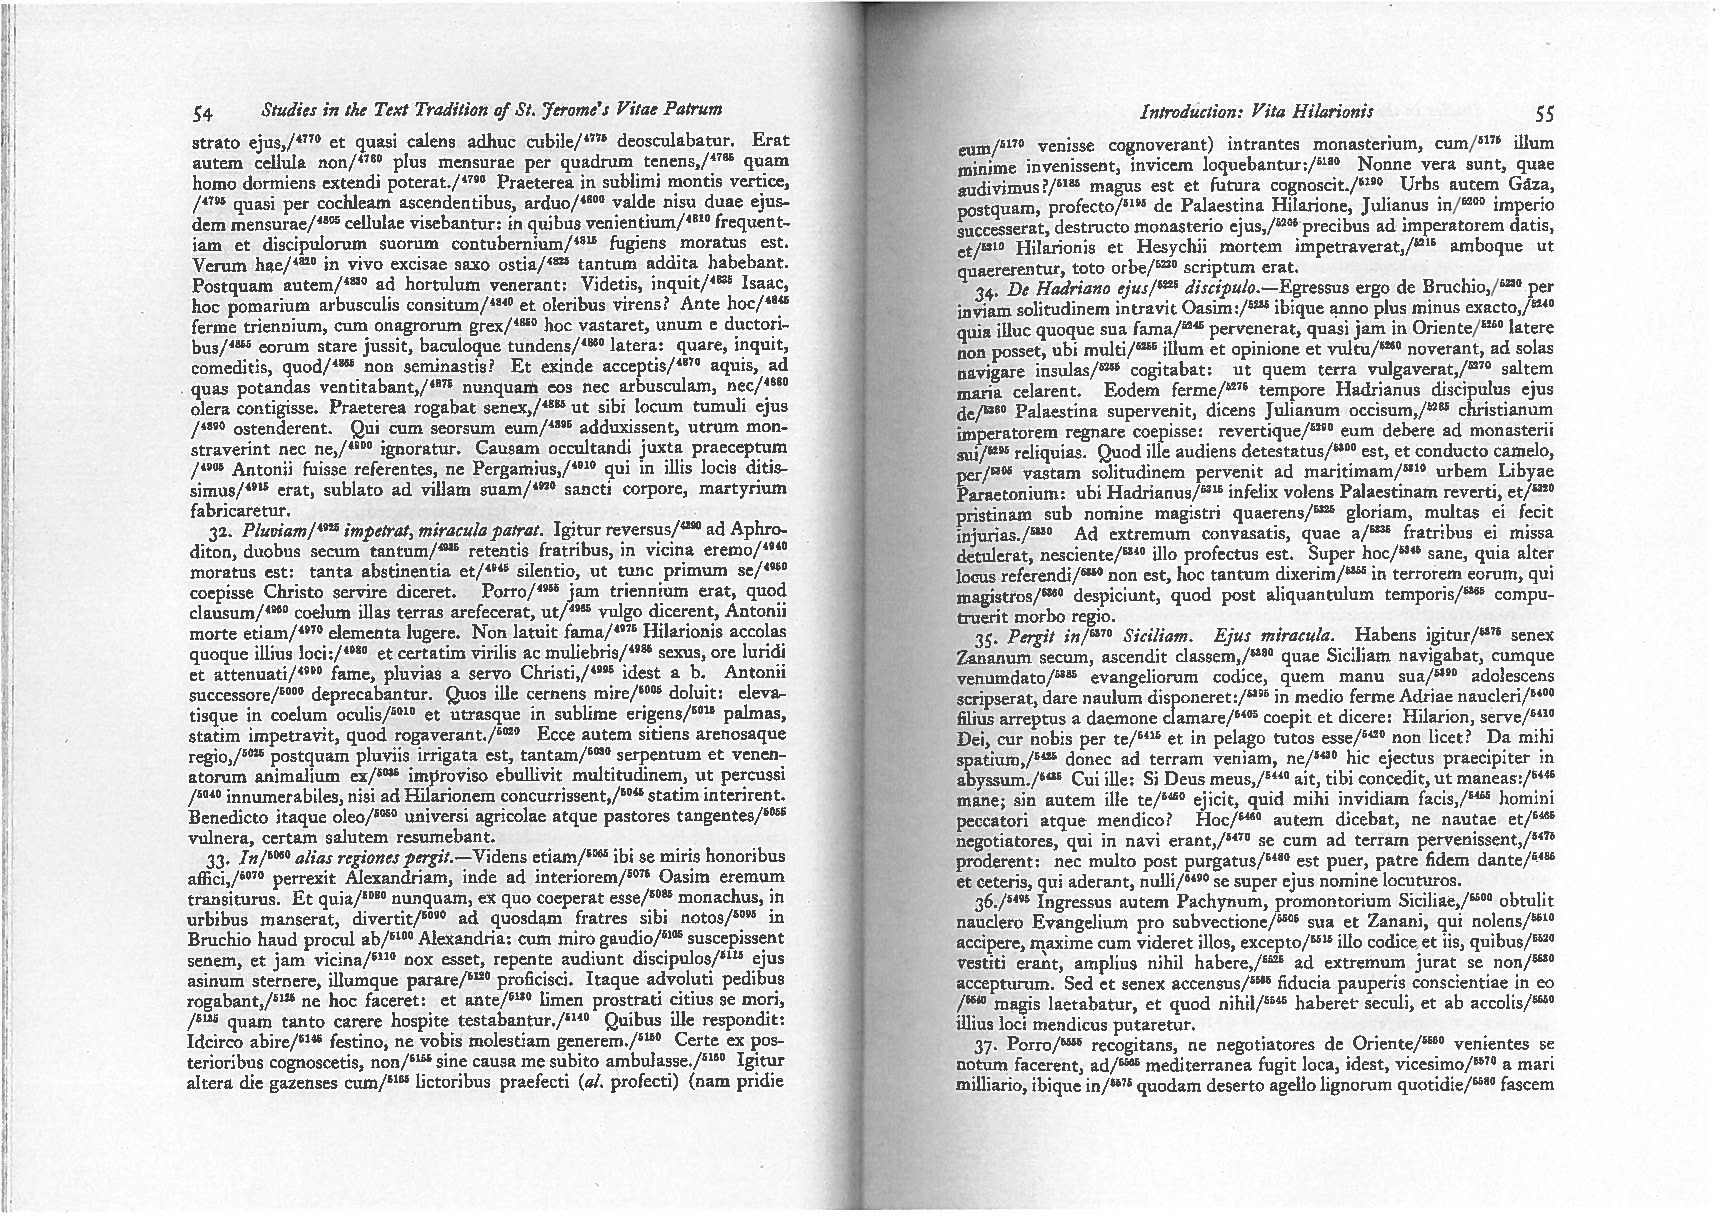 54 Studies in the Text Tradition of St. Jerome's Vitae Patrum
strato ejus,/⁴⁷⁷⁰ et quasi calens adhuc cubile/⁴⁷⁷⁵ deosculabatur. Erat
autem cellula non/⁴⁷⁸⁰ plus mensurae per quadrum tenens,/⁴⁷⁸⁵ quam
homo dormiens extendi poterat./⁴⁷⁹⁰ Praeterea in sublimi montis vertice,
/⁴⁷⁹⁵ quasi per cochleam ascendentibus, arduo/⁴⁸⁰⁰ valde nisu duae ejus-
dem mensurae/⁴⁸⁰⁵ cellulae visebantur: in quibus venientium/⁴⁸¹⁰ frequent-
iam et discipulorum suorum contubernium/⁴⁸¹⁵ fugiens moratus est.
Verum hae/⁴⁸²⁰ in vivo excisae saxo ostia/⁴⁸²⁵ tantum addita habebant.
Postquam autem/⁴⁸³⁰ ad hortulum venerant: Videtis, inquit/⁴⁸³⁵ Isaac,
hoc pomarium arbusculis consitum/⁴⁸⁴⁰ et oleribus virens? Ante hoc/⁴⁸⁴⁵
ferme triennium, cum onagrorum grex/⁴⁸⁵⁰ hoc vastaret, unum e ductori-
bus/⁴⁸⁵⁵ eorum stare jussit, baculoque tundens/⁴⁸⁶⁰ latera: quare, inquit,
comeditis, quod/⁴⁸⁶⁵ non seminastis? Et exinde acceptis/⁴⁸⁷⁰ aquis, ad
quas potandas ventitabant,/⁴⁸⁷⁵ nunquam eos nec arbusculam, nec/⁴⁸⁸⁰
olera contigisse. Praeterea rogabat senex,/⁴⁸⁸⁵ ut sibi locum tumuli ejus
/⁴⁸⁹⁰ ostenderent. Qui cum seorsum eum/⁴⁸⁹⁵ adduxissent, utrum mon-
straverint nec ne,/⁴⁹⁰⁰ ignoratur. Causam occultandi juxta praeceptum
/⁴⁹⁰⁵ Antonii fuisse referentes, ne Pergamius,/⁴⁹¹⁰ qui in illis locis ditis-
simus/⁴⁹¹⁵ erat, sublato ad villam suam/⁴⁹²⁰ sancti corpore, martyrium
fabricaretur.
32. Pluviam/⁴⁹²⁵ impetrat, miracula patrat. Igitur reversus/⁴²⁹⁰ ad Aphro-
diton, duobus secum tantum/⁴⁹³⁵ retentis fratribus, in vicina eremo/⁴⁹⁴⁰
moratus est: tanta abstinentia et/⁴⁹⁴⁵ silentio, ut tunc primum se/⁴⁹⁵⁰
coepisse Christo servire diceret. Porro/⁴⁹⁵⁵ jam triennium erat, quod
clausum/⁴⁹⁶⁰ coelum illas terras arefecerat, ut/⁴⁹⁶⁵ vulgo dicerent, Antonii
morte etiam/⁴⁹⁷⁰ elementa lugere. Non latuit fama/⁴⁹⁷⁵ Hilarionis accolas
quoque illius loci:/⁴⁹⁸⁰ et certatim virilis ac muliebris/⁴⁹⁸⁵ sexus, ore luridi
et attenuati/⁴⁹⁹⁰ fame, pluvias a servo Christi,/⁴⁹⁹⁵ idest a b. Antonii
successore/⁵⁰⁰⁰ deprecabantur. Quos ille cernens mire/⁵⁰⁰⁵ doluit: eleva-
tisque in coelum oculis/⁵⁰¹⁰ et utrasque in sublime erigens/⁵⁰¹⁵ palmas,
statim impetravit, quod rogaverant./⁵⁰²⁰ Ecce autem sitiens arenosaque
regio,/⁵⁰²⁵ postquam pluviis irrigata est, tantam/⁵⁰³⁰ serpentum et venen-
atorum animalium ex/⁵⁰³⁵ improviso ebullivit multitudinem, ut percussi
/⁵⁰⁴⁰ innumerabiles, nisi ad Hilarionem concurrissent,/⁵⁰⁴⁵ statim interirent.
Benedicto itaque oleo/⁵⁰⁵⁰ universi agricolae atque pastores tangentes/⁵⁰⁵⁵
vulnera, certam salutem resumebant.
33. In/⁵⁰⁶⁰ alias regiones pergit.—Videns etiam/⁵⁰⁶⁵ ibi se miris honoribus
affici,/⁵⁰⁷⁰ perrexit Alexandriam, inde ad interiorem/⁵⁰⁷⁵ Oasim eremum
transiturus. Et quia/⁵⁰⁸⁰ nunquam, ex quo coeperat esse/⁵⁰⁸⁵ monachus, in
urbibus manserat, divertit/⁵⁰⁹⁰ ad quosdam fratres sibi notos/⁵⁰⁹⁵ in
Bruchio haud procul ab/⁵¹⁰⁰ Alexandria: cum miro gaudio/⁵¹⁰⁵ suscepissent
senem, et jam vicina/⁵¹¹⁰ nox esset, repente audiunt discipulos/⁵¹¹⁵ ejus
asinum sternere, illumque parare/⁵¹²⁰ proficisci. Itaque advoluti pedibus
rogabant,/⁵¹²⁵ ne hoc faceret: et ante/⁵¹³⁰ limen prostrati citius se mori,
/⁵¹³⁵ quam tanto carere hospite testabantur./⁵¹⁴⁰ Quibus ille respondit:
Idcirco abire/⁵¹⁴⁵ festino, ne vobis molestiam generem./⁵¹⁵⁰ Certe ex pos-
terioribus cognoscetis, non/⁵¹⁵⁵ sine causa me subito ambulasse./⁵¹⁶⁰ Igitur
altera die gazenses cum/⁵¹⁶⁵ lictoribus praefecti (al. profecti) (nam pridie
Introduction: Vita Hilarionis 55
eum/⁵¹⁷⁰ venisse cognoverant) intrantes monasterium, cum/⁵¹⁷⁵ illum
minime invenissent, invicem loquebantur:/⁵¹⁸⁰ Nonne vera sunt, quae
audivimus?/⁵¹⁸⁵ magus est et futura cognoscit./⁵¹⁹⁰ Urbs autem Gaza,
postquam, profecto/⁵¹⁹⁵ de Palaestina Hilarione, Julianus in/⁵²⁰⁰ imperio
successerat, destructo monasterio ejus,/⁵²⁰⁵ precibus ad imperatorem datis,
et/⁵²¹⁰ Hilarionis et Hesychii mortem impetraverat,/⁵²¹⁵ amboque ut
quaererentur, toto orbe/⁵²²⁰ scriptum erat.
34. De Hadriano ejus/⁵²²⁵ discipulo.—Egressus ergo de Bruchio,/⁵²³⁰ per
inviam solitudinem intravit Oasim:/⁵²³⁵ ibique anno plus minus exacto,/⁵²⁴⁰
quia illuc quoque sua fama/⁵²⁴⁵ pervenerat, quasi jam in Oriente/⁵²⁵⁰ latere
non posset, ubi multi/⁵²⁵⁵ illum et opinione et vultu/⁵²⁶⁰ noverant, ad solas
navigare insulas/⁵²⁶⁵ cogitabat: ut quem terra vulgaverat,/⁵²⁷⁰ saltem
maria celarent. Eodem ferme/⁵²⁷⁵ tempore Hadrianus discipulus ejus
de/⁵²⁸⁰ Palaestina supervenit, dicens Julianum occisum,/⁵²⁸⁵ christianum
imperatorem regnare coepisse: revertique/⁵²⁹⁰ eum debere ad monasterii
sui/⁵²⁹⁵ reliquias. Quod ille audiens detestatus/⁵³⁰⁰ est, et conducto camelo,
per/⁵³⁰⁵ vastam solitudinem pervenit ad maritimam/⁵³¹⁰ urbem Libyae
Paraetonium: ubi Hadrianus/⁵³¹⁵ infelix volens Palaestinam reverti, et/⁵³²⁰
pristinam sub nomine magistri quaerens/⁵³²⁵ gloriam, multas ei fecit
injurias./⁵³³⁰ Ad extremum convasatis, quae a/⁵³³⁵ fratribus ei missa
detulerat, nesciente/⁵³⁴⁰ illo profectus est. Super hoc/⁵³⁴⁵ sane, quia alter
locus referendi/⁵³⁵⁰ non est, hoc tantum dixerim/⁵³⁵⁵ in terrorem eorum, qui
magistros/⁵³⁶⁰ despiciunt, quod post aliquantulum temporis/⁵³⁶⁵ compu-
truerit morbo regio.
35. Pergit in/⁵³⁷⁰ Siciliam. Ejus miracula. Habens igitur/⁵³⁷⁵ senex
Zananum secum, ascendit classem,/⁵³⁸⁰ quae Siciliam navigabat, cumque
venumdato/⁵³⁸⁵ evangeliorum codice, quem manu sua/⁵³⁹⁰ adolescens
scripserat, dare naulum disponeret:/⁵³⁹⁵ in medio ferme Adriae naucleri/⁵⁴⁰⁰
filius arreptus a daemone clamare/⁵⁴⁰⁵ coepit et dicere: Hilarion, serve/⁵⁴¹⁰
Dei, cur nobis per te/⁵⁴¹⁵ et in pelago tutos esse/⁵⁴²⁰ non licet? Da mihi
spatium,/⁵⁴²⁵ donec ad terram veniam, ne/⁵⁴³⁰ hic ejectus praecipiter in
abyssum./⁵⁴³⁵ Cui ille: Si Deus meus,/⁵⁴⁴⁰ ait, tibi concedit, ut maneas:/⁵⁴⁴⁵
mane; sin autem ille te/⁵⁴⁵⁰ ejicit, quid mihi invidiam facis,/⁵⁴⁵⁵ homini
peccatori atque mendico? Hoc/⁵⁴⁶⁰ autem dicebat, ne nautae et/⁵⁴⁶⁵
negotiatores, qui in navi erant,/⁵⁴⁷⁰ se cum ad terram pervenissent,/⁵⁴⁷⁵
proderent: nec multo post purgatus/⁵⁴⁸⁰ est puer, patre fidem dante/⁵⁴⁸⁵
et ceteris, qui aderant, nulli/⁵⁴⁹⁰ se super ejus nomine locuturos.
36./⁵⁴⁹⁵ Ingressus autem Pachynum, promontorium Siciliae,/⁵⁵⁰⁰ obtulit
nauclero Evangelium pro subvectione/⁵⁵⁰⁵ sua et Zanani, qui nolens/⁵⁵¹⁰
accipere, maxime cum videret illos, excepto/⁵⁵¹⁵ illo codice et iis, quibus/⁵⁵²⁰
vestiti erant, amplius nihil habere,/⁵⁵²⁵ ad extremum jurat se non/⁵⁵³⁰
accepturum. Sed et senex accensus/⁵⁵³⁵ fiducia pauperis conscientiae in eo
/⁵⁵⁴⁰ magis laetabatur, et quod nihil/⁵⁵⁴⁵ haberet seculi, et ab accolis/⁵⁵⁵⁰
illius loci mendicus putaretur.
37. Porro/⁵⁵⁵⁵ recogitans, ne negotiatores de Oriente/⁵⁵⁶⁰ venientes se
notum facerent, ad/⁵⁵⁶⁵ mediterranea fugit loca, idest, vicesimo/⁵⁵⁷⁰ a mari
milliario, ibique in/⁵⁵⁷⁵ quodam deserto agello lignorum quotidie/⁵⁵⁸⁰ fascem